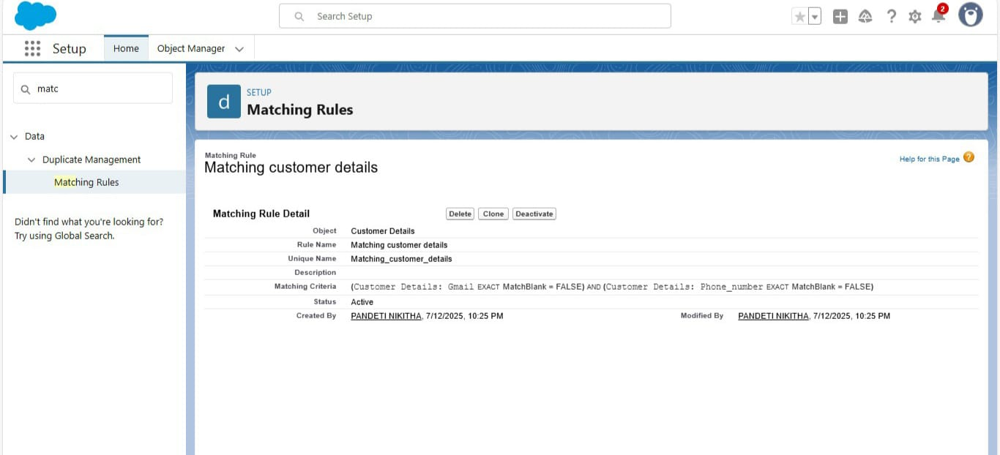 Search Setup
2
Setup
Home
Object Manager
matc
Data
Duplicate Management
Matching Rules
Didn't find what you're looking for?
Try using Global Search.
d
SETUP
Matching Rules
Matching Rule
Matching customer details
Help for this Page ?
Matching Rule Detail
Delete Clone Deactivate
Object Customer Details
Rule Name Matching customer details
Unique Name Matching_customer_details
Description
Matching Criteria (Customer Details: Gmail EXACT MatchBlank = FALSE) AND (Customer Details: Phone_number EXACT MatchBlank = FALSE)
Status Active
Created By PANDETI NIKITHA, 7/12/2025, 10:25 PM Modified By PANDETI NIKITHA, 7/12/2025, 10:25 PM